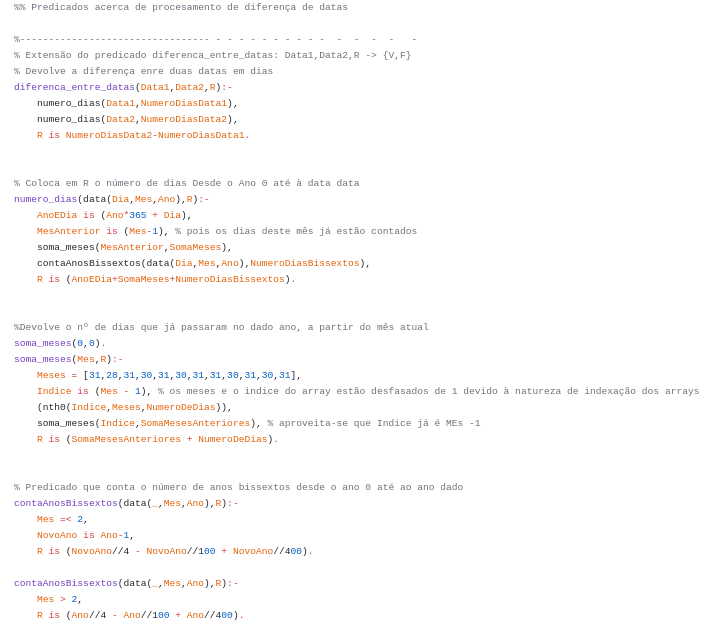 %% Predicados acerca de procesamento de diferença de datas
%--------------------------------- - - - - - - - - - -  -  -  -  -   -
% Extensão do predicado diferenca_entre_datas: Data1,Data2,R -> {V,F}
% Devolve a diferença enre duas datas em dias
diferenca_entre_datas(Data1,Data2,R):-
    numero_dias(Data1,NumeroDiasData1),
    numero_dias(Data2,NumeroDiasData2),
    R is NumeroDiasData2-NumeroDiasData1.
% Coloca em R o número de dias Desde o Ano 0 até à data data
numero_dias(data(Dia,Mes,Ano),R):-
    AnoEDia is (Ano*365 + Dia),
    MesAnterior is (Mes-1), % pois os dias deste mês já estão contados
    soma_meses(MesAnterior,SomaMeses),
    contaAnosBissextos(data(Dia,Mes,Ano),NumeroDiasBissextos),
    R is (AnoEDia+SomaMeses+NumeroDiasBissextos).
%Devolve o nº de dias que já passaram no dado ano, a partir do mês atual
soma_meses(0,0).
soma_meses(Mes,R):-
    Meses = [31,28,31,30,31,30,31,31,30,31,30,31],
    Indice is (Mes - 1), % os meses e o indice do array estão desfasados de 1 devido à natureza de indexação dos arrays
    (nth0(Indice,Meses,NumeroDeDias)),
    soma_meses(Indice,SomaMesesAnteriores), % aproveita-se que Indice já é MEs -1
    R is (SomaMesesAnteriores + NumeroDeDias).
% Predicado que conta o número de anos bissextos desde o ano 0 até ao ano dado
contaAnosBissextos(data(_,Mes,Ano),R):-
    Mes =< 2,
    NovoAno is Ano-1,
    R is (NovoAno//4 - NovoAno//100 + NovoAno//400).
contaAnosBissextos(data(_,Mes,Ano),R):-
    Mes > 2,
    R is (Ano//4 - Ano//100 + Ano//400).